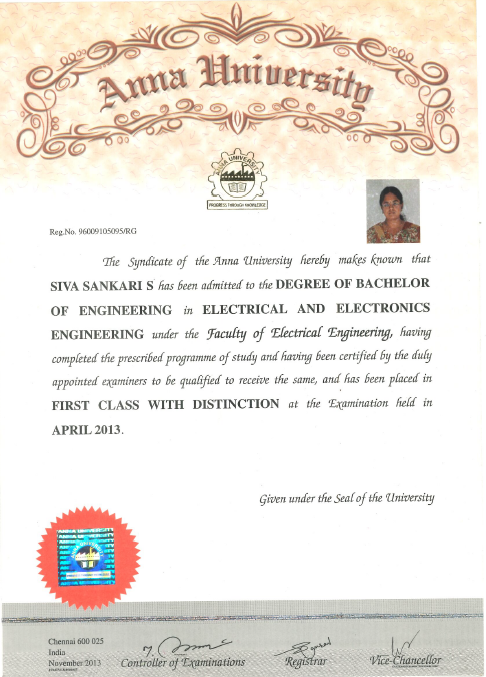 Anna University
ANNA UNIVERSITY
PROGRESS THROUGH KNOWLEDGE
Reg.No. 96009105095/RG
The Syndicate of the Anna University hereby makes known that
SIVA SANKARI S has been admitted to the DEGREE OF BACHELOR
OF ENGINEERING in ELECTRICAL AND ELECTRONICS
ENGINEERING under the Faculty of Electrical Engineering, having
completed the prescribed programme of study and having been certified by the duly
appointed examiners to be qualified to receive the same, and has been placed in
FIRST CLASS WITH DISTINCTION at the Examination held in
APRIL 2013.
Given under the Seal of the University
Chennai 600 025
India
November 2013
Controller of Examinations
Registrar
Vice-Chancellor